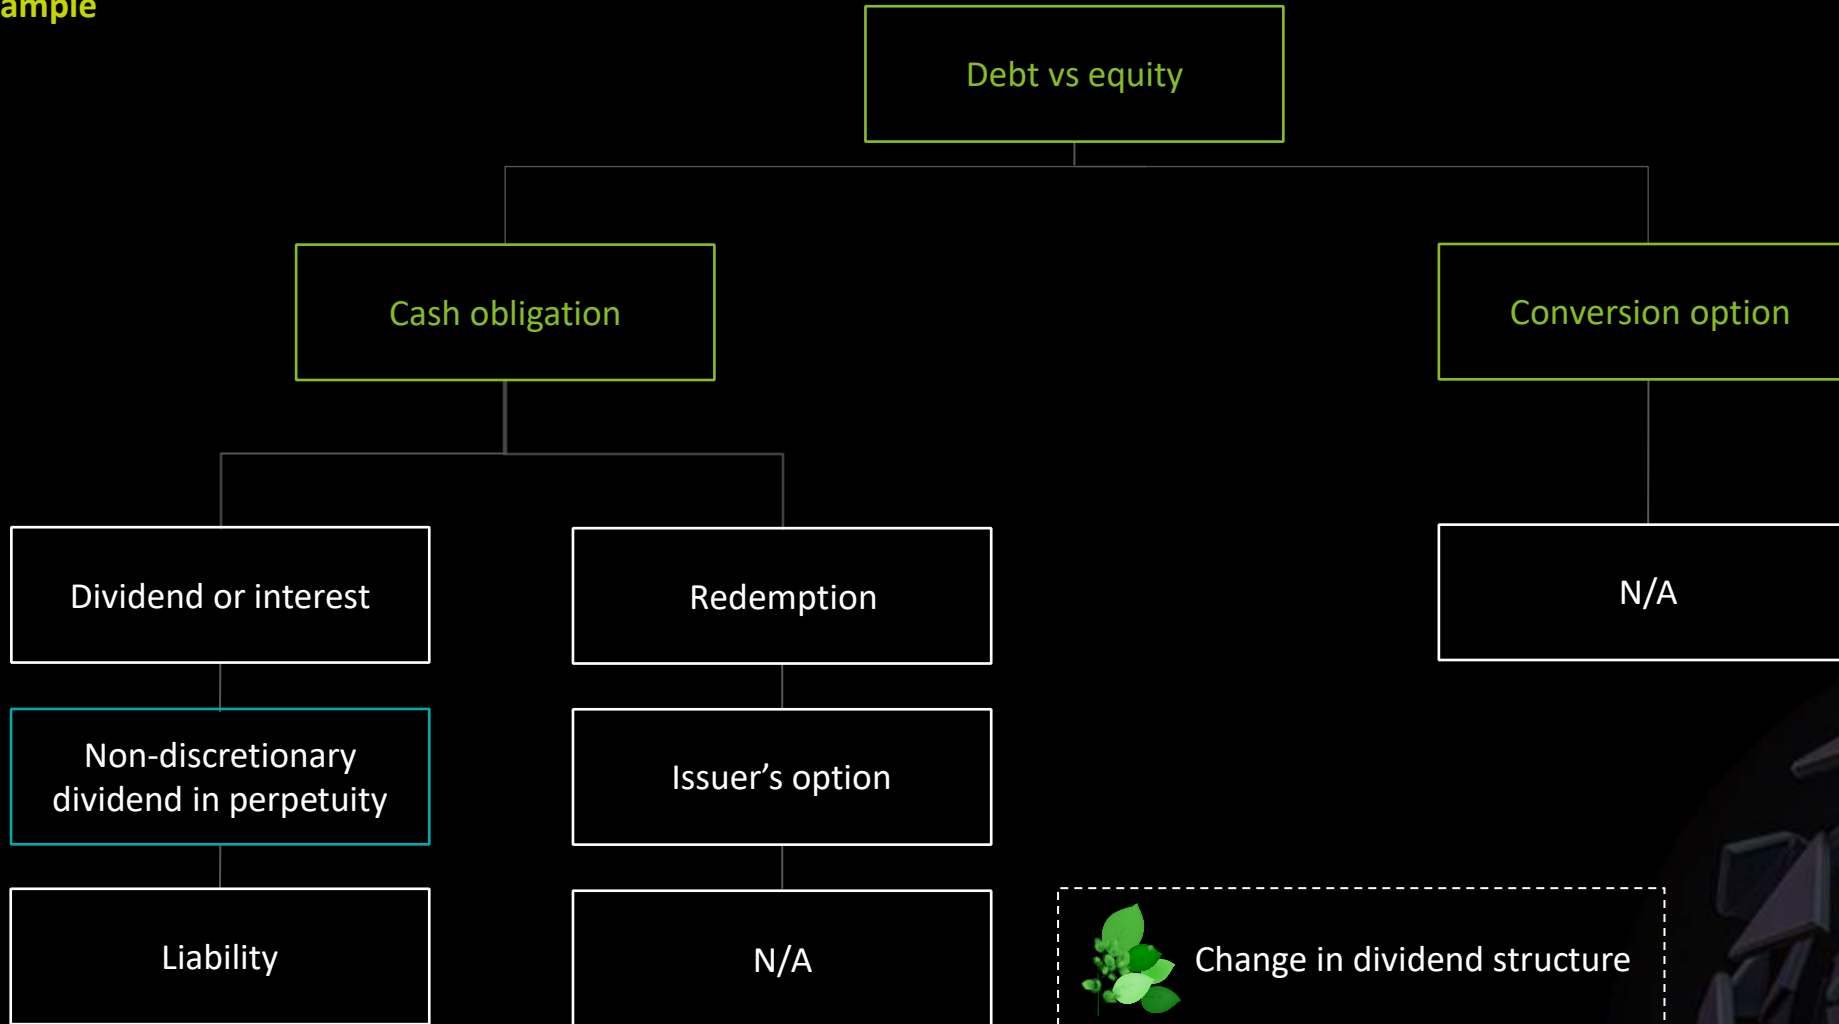 ample
Debt vs equity
Cash obligation
Conversion option
Dividend or interest
Redemption
N/A
Non-discretionary
dividend in perpetuity
Issuer’s option
Liability
N/A
Change in dividend structure